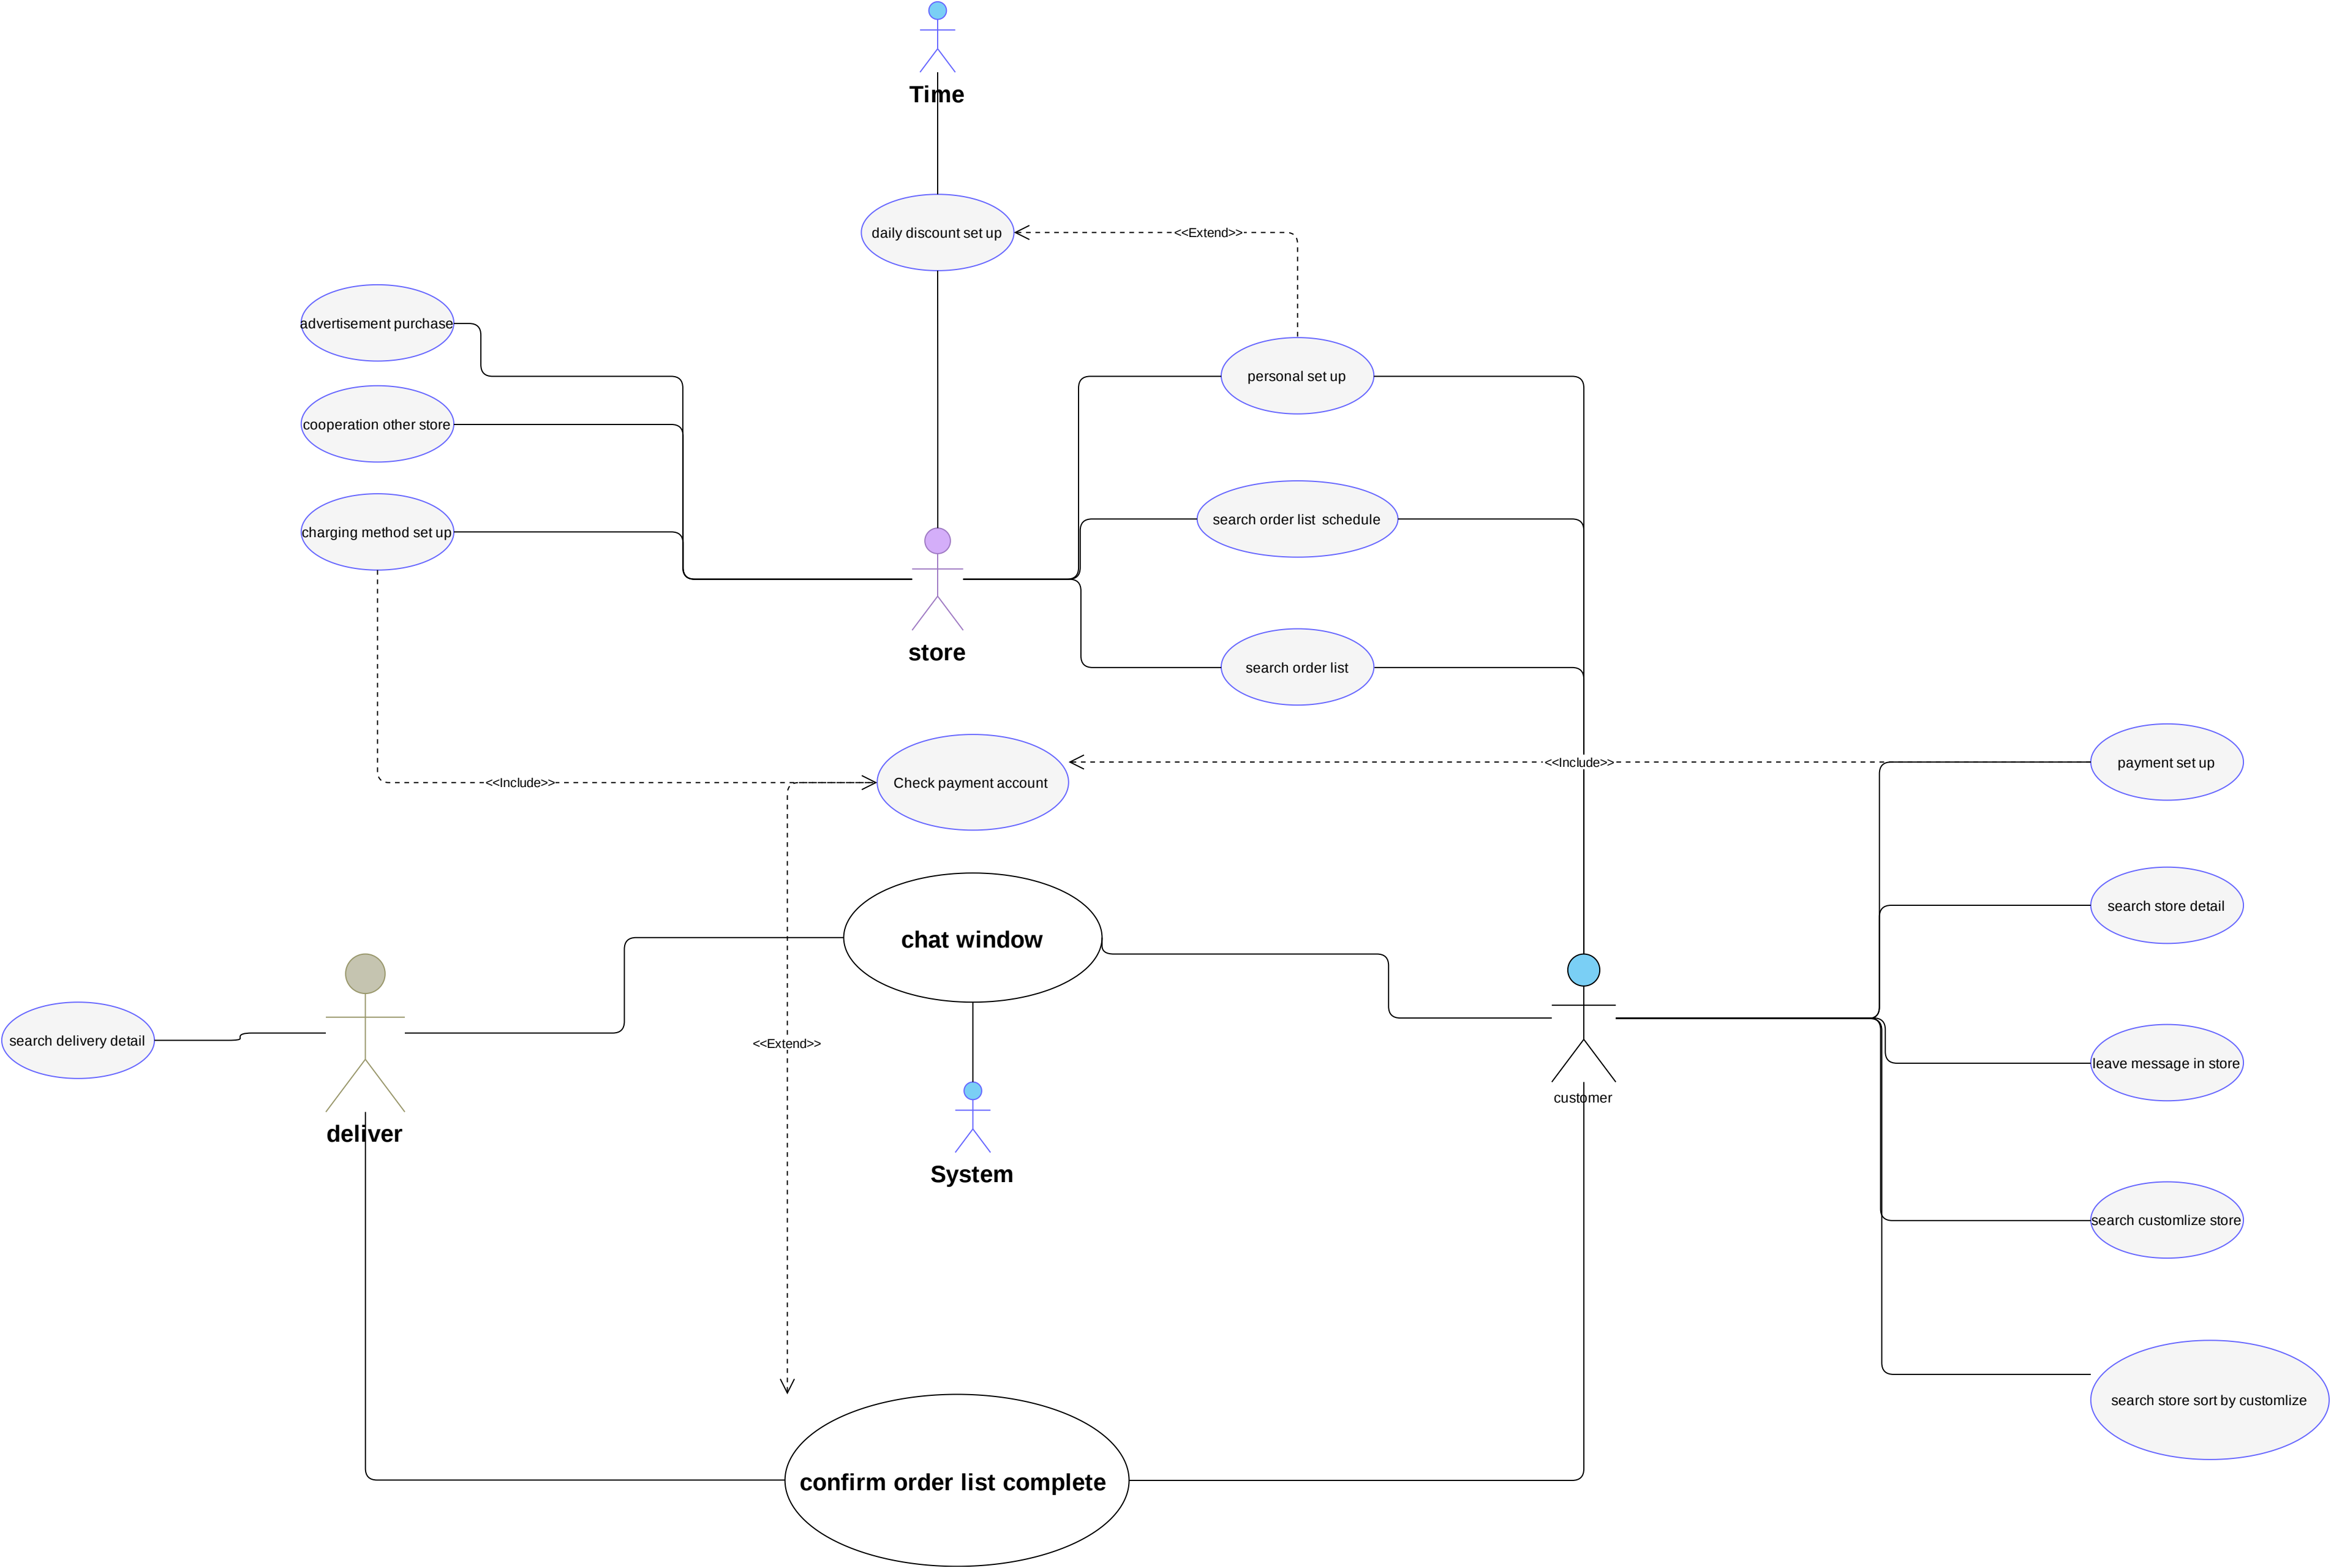 Time
daily discount set up
<<Extend>>
advertisement purchase
personal set up
cooperation other store
search order list  schedule
charging method set up
store
search order list
<<Include>>
payment set up
<<Include>>
Check payment account
search store detail
chat window
search delivery detail
<<Extend>>
leave message in store
customer
deliver
System
search customlize store
search store sort by customlize
confirm order list complete